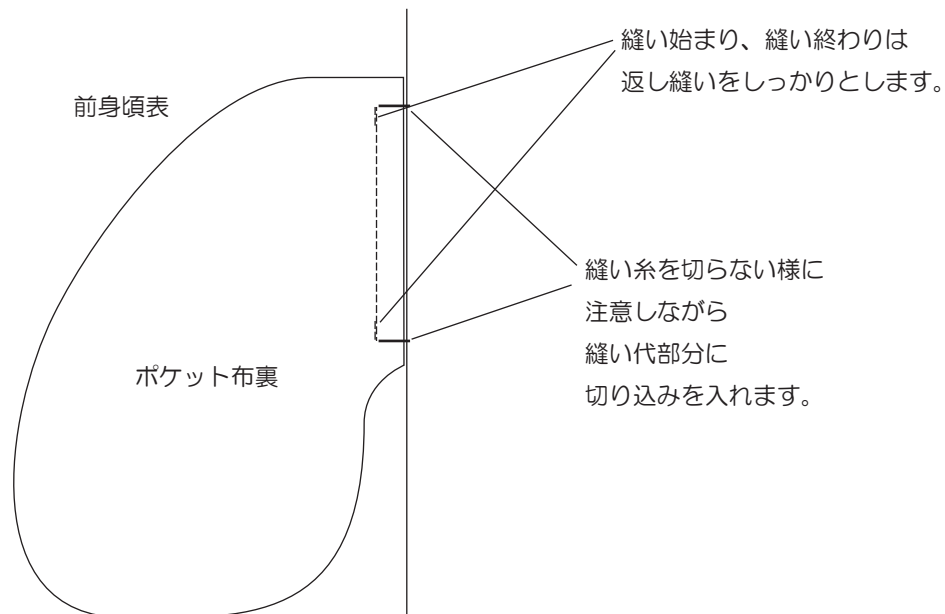 縫い始まり、縫い終わりは
返し縫いをしっかりとします。
前身頃表
縫い糸を切らない様に
注意しながら
縫い代部分に
切り込みを入れます。
ポケット布裏